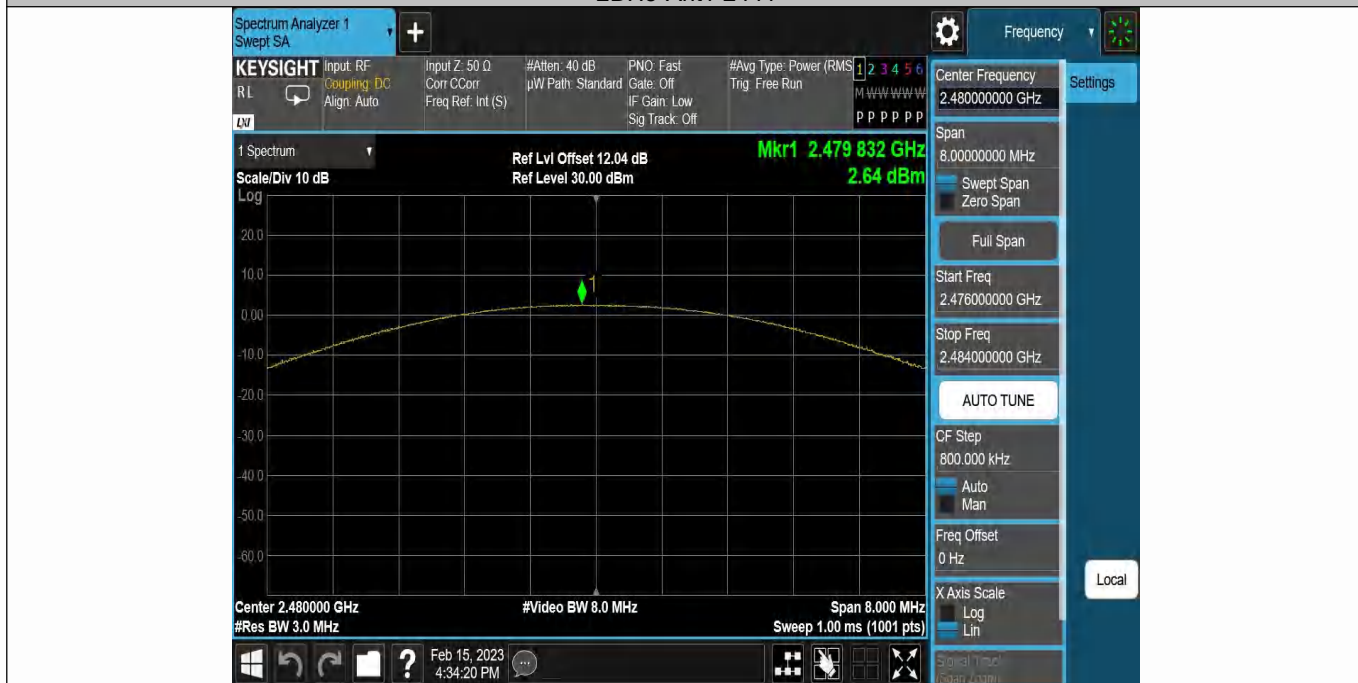 Spectrum Analyzer 1
Swept SA
+
Frequency
KEYSIGHT
RL
LXI
Input: RF
Coupling: DC
Align: Auto
Input Z: 50 Ω
Corr CCorr
Freq Ref: Int (S)
#Atten: 40 dB
µW Path: Standard
PNO: Fast
Gate: Off
IF Gain: Low
Sig Track: Off
#Avg Type: Power (RMS
Trig: Free Run
1 2 3 4 5 6
M W W W W W
P P P P P P
1 Spectrum
Scale/Div 10 dB
Log
Ref Lvl Offset 12.04 dB
Ref Level 30.00 dBm
Mkr1 2.479 832 GHz
2.64 dBm
20.0
10.0
0.00
-10.0
-20.0
-30.0
-40.0
-50.0
-60.0
1
Center 2.480000 GHz
#Res BW 3.0 MHz
#Video BW 8.0 MHz
Span 8.000 MHz
Sweep 1.00 ms (1001 pts)
Center Frequency
2.480000000 GHz
Settings
Span
8.00000000 MHz
Swept Span
Zero Span
Full Span
Start Freq
2.476000000 GHz
Stop Freq
2.484000000 GHz
AUTO TUNE
CF Step
800.000 kHz
Auto
Man
Freq Offset
0 Hz
X Axis Scale
Log
Lin
Signal Track
(Span Zoom)
Local
?
Feb 15, 2023
4:34:20 PM